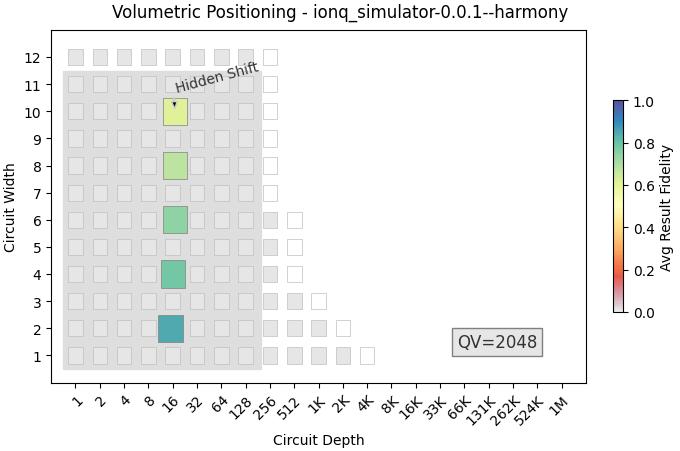 Volumetric Positioning - ionq_simulator-0.0.1--harmony
Circuit Width
12
11
10
9
8
7
6
5
4
3
2
1
Hidden Shift
QV=2048
1 2 4 8 16 32 64 128 256 512 1K 2K 4K 8K 16K 33K 66K 131K 262K 524K 1M
Circuit Depth
1.0
0.8
0.6
0.4
0.2
0.0
Avg Result Fidelity